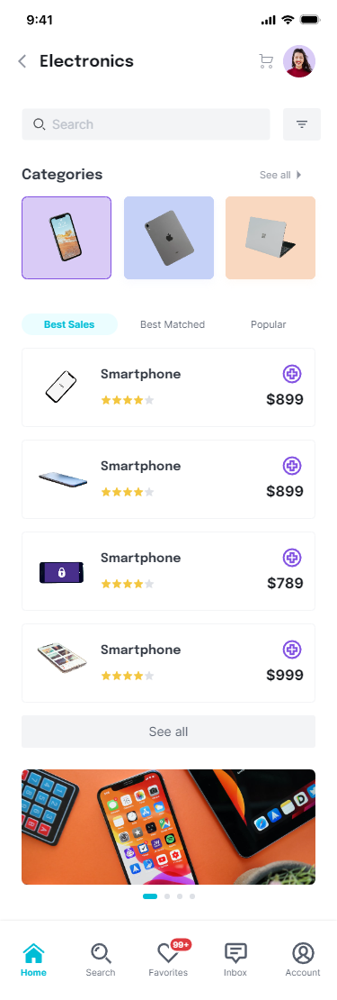 9:41
Electronics
Search
Categories
See all
Best Sales
Best Matched
Popular
Smartphone
$899
Smartphone
$899
Smartphone
$789
Smartphone
$999
See all
99+
Home
Search
Favorites
Inbox
Account